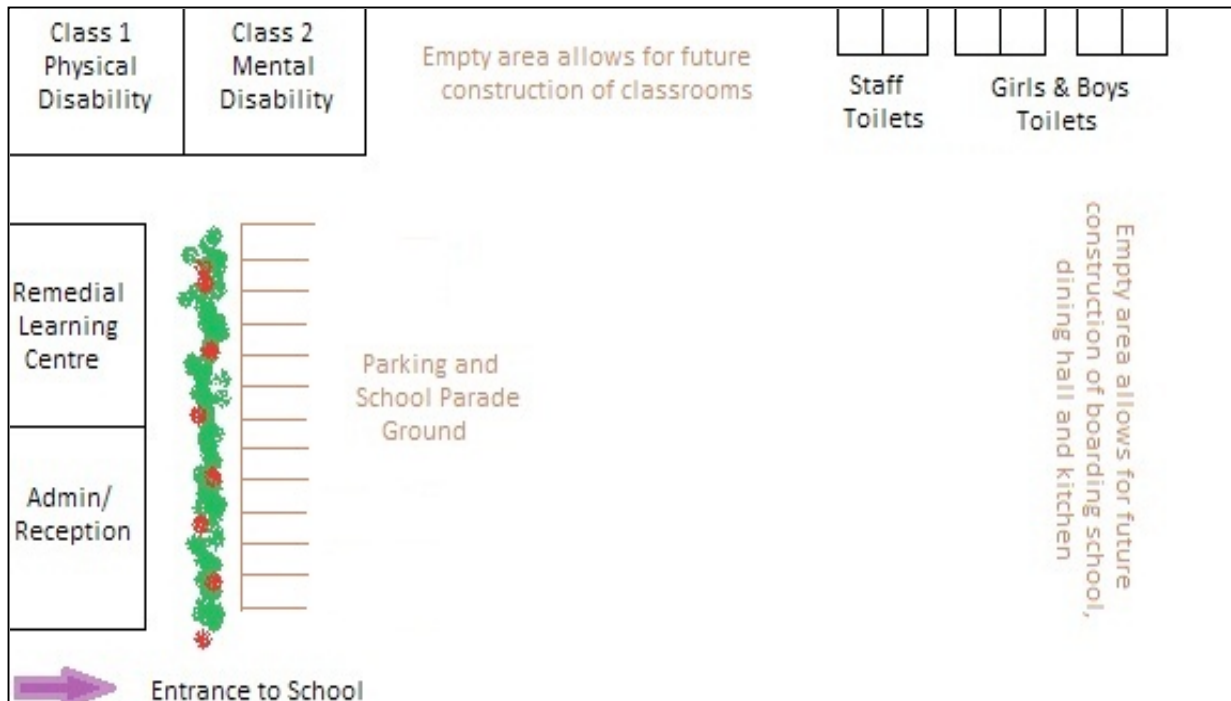 Class 1
Physical
Disability
Class 2
Mental
Disability
Empty area allows for future
construction of classrooms
Staff
Toilets
Girls & Boys
Toilets
Remedial
Learning
Centre
Parking and
School Parade
Ground
Empty area allows for future
construction of boarding school,
dining hall and kitchen
Admin/
Reception
Entrance to School